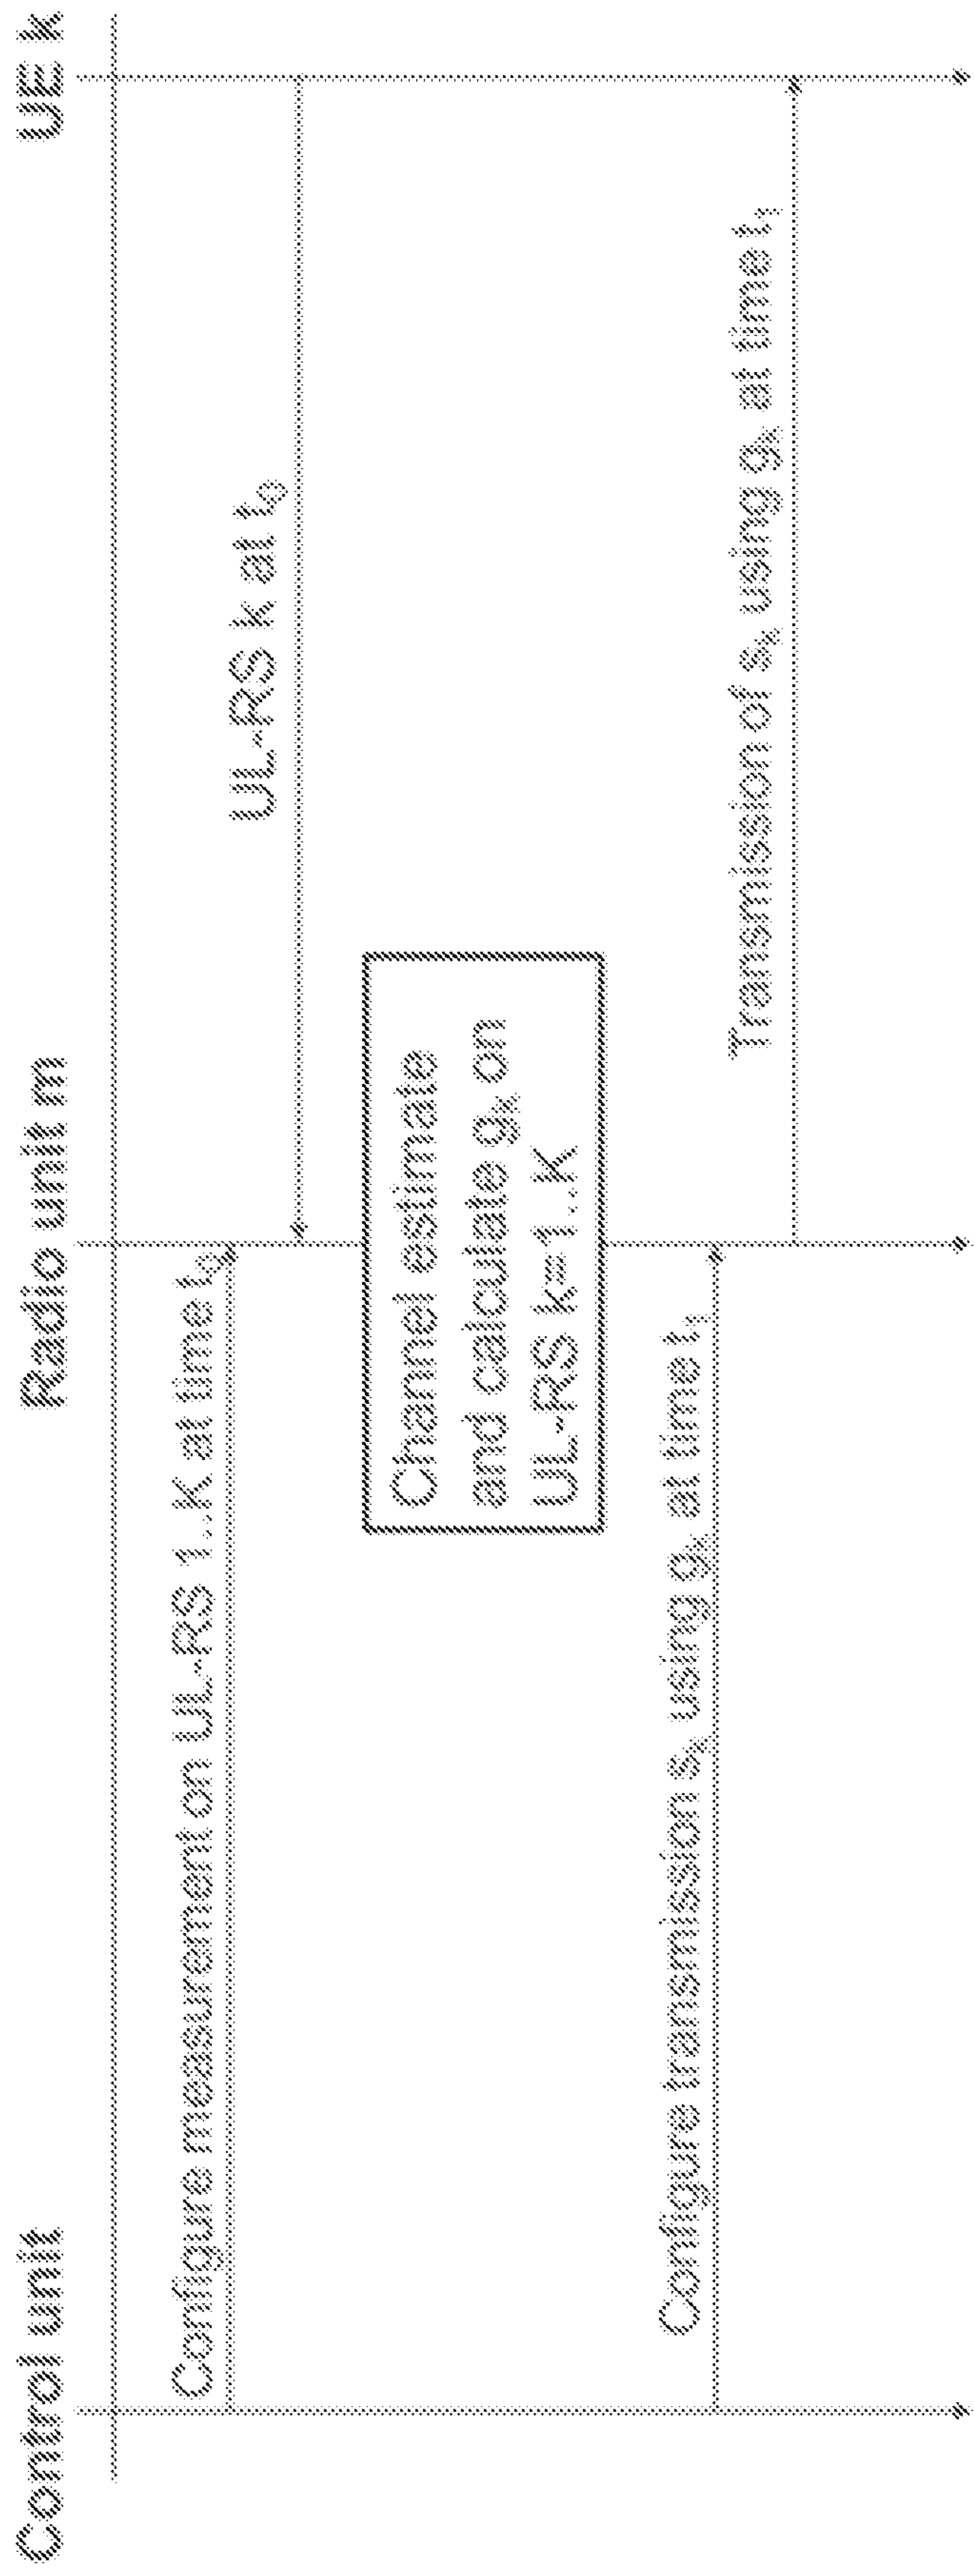 Control unit
Radio unit m
UE k
Configure measurement on UL-RS 1..K at time t₀
UL-RS k at t₀
Channel estimate
and calculate gₖ on
UL-RS k=1..K
Configure transmission sₖ using gₖ at time t₁
Transmission of sₖ using gₖ at time t₁